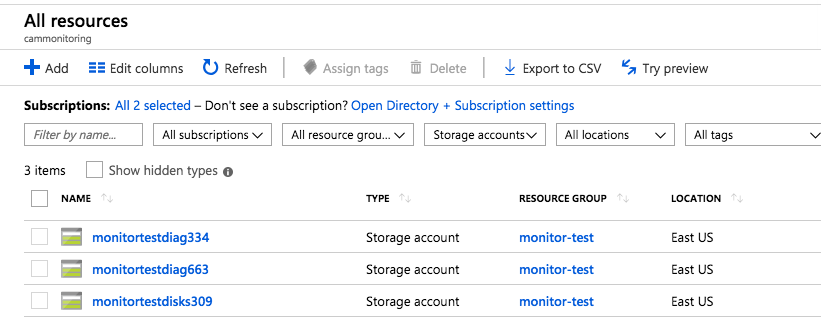 All resources
cammonitoring
Add Edit columns Refresh Assign tags Delete Export to CSV Try preview
Subscriptions: All 2 selected – Don't see a subscription? Open Directory + Subscription settings
Filter by name... All subscriptions All resource grou... Storage accounts All locations All tags
3 items Show hidden types
NAME TYPE RESOURCE GROUP LOCATION
monitortestdiag334 Storage account monitor-test East US
monitortestdiag663 Storage account monitor-test East US
monitortestdisks309 Storage account monitor-test East US